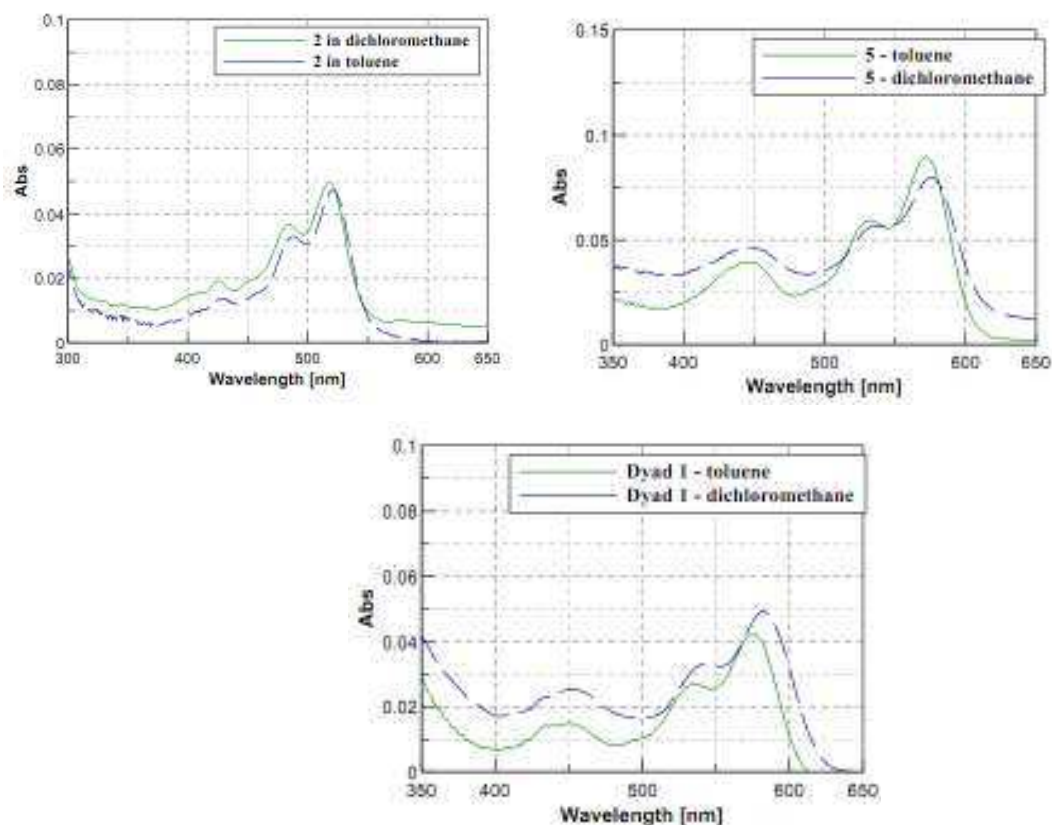 0.1
0.08
0.06
0.04
0.02
0
Abs
2 in dichloromethane
2 in toluene
300
400
500
600
650
Wavelength [nm]
0.15
0.1
0.05
0
Abs
5 - toluene
5 - dichloromethane
350
400
500
600
650
Wavelength [nm]
0.1
0.08
0.06
0.04
0.02
0
Abs
Dyad 1 - toluene
Dyad 1 - dichloromethane
350
400
500
600
650
Wavelength [nm]